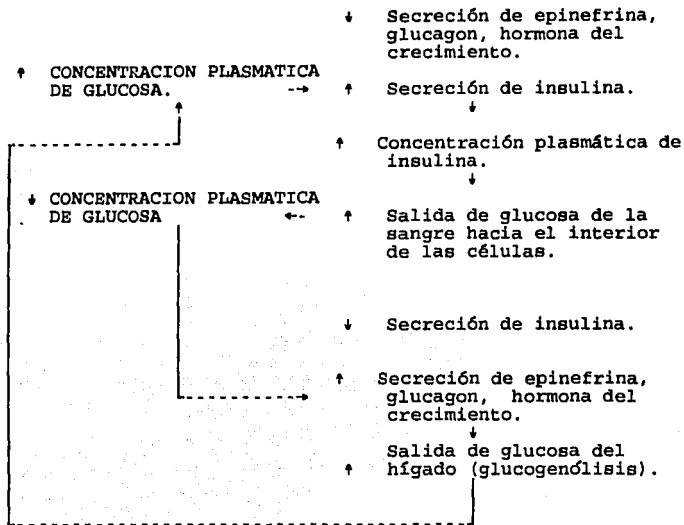 ↓ Secreción de epinefrina,
glucagon, hormona del
crecimiento.
↑ CONCENTRACION PLASMATICA
DE GLUCOSA. --→
↑ Secreción de insulina.
↓
↑ Concentración plasmática de
insulina.
↓
↓ CONCENTRACION PLASMATICA
DE GLUCOSA ←--
↑ Salida de glucosa de la
sangre hacia el interior
de las células.
↓ Secreción de insulina.
↑ Secreción de epinefrina,
glucagon, hormona del
crecimiento.
↓
Salida de glucosa del
↑ hígado (glucogenólisis).